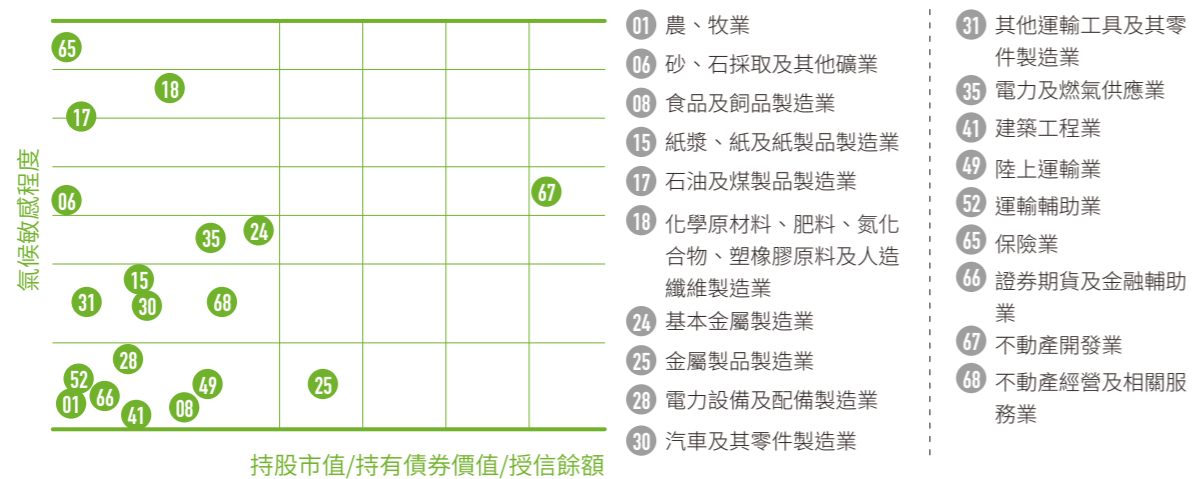 氣候敏感程度
65
18
17
06
67
35
24
15
31
30
68
28
52
01
66
41
08
49
25
持股市值/持有債券價值/授信餘額
01 農、牧業
06 砂、石採取及其他礦業
08 食品及飼品製造業
15 紙漿、紙及紙製品製造業
17 石油及煤製品製造業
18 化學原材料、肥料、氮化
合物、塑橡膠原料及人造
纖維製造業
24 基本金屬製造業
25 金屬製品製造業
28 電力設備及配備製造業
30 汽車及其零件製造業
31 其他運輸工具及其零
件製造業
35 電力及燃氣供應業
41 建築工程業
49 陸上運輸業
52 運輸輔助業
65 保險業
66 證券期貨及金融輔助
業
67 不動產開發業
68 不動產經營及相關服
務業